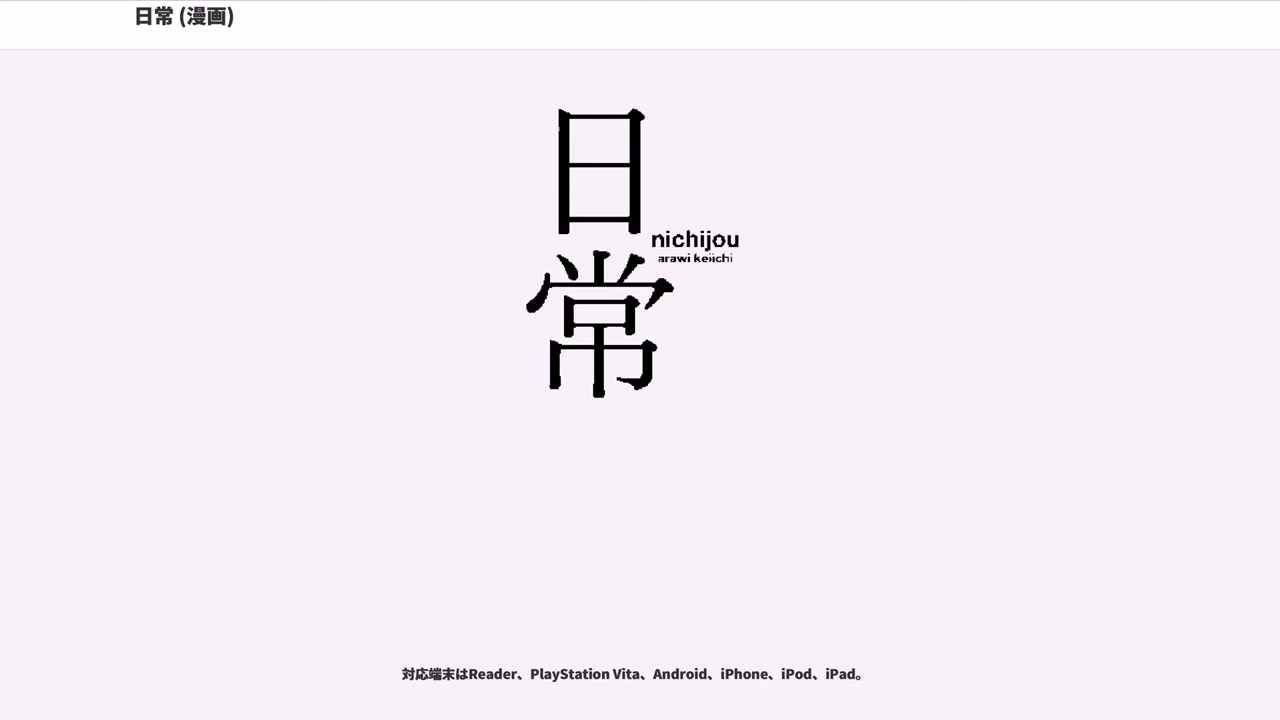 日常 (漫画)
日常
nichijou
arawi keiichi
対応端末はReader、PlayStation Vita、Android、iPhone、iPod、iPad。